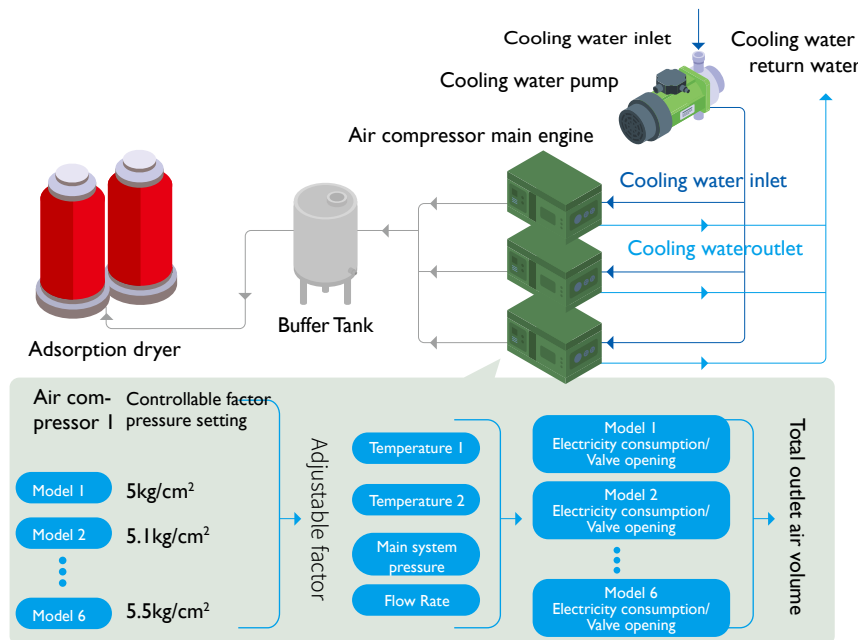 Cooling water inlet
Cooling water
return water
Cooling water pump
Air compressor main engine
Cooling water inlet
Cooling wateroutlet
Buffer Tank
Adsorption dryer
Air com-
pressor 1
Controllable factor
pressure setting
Model 1
5kg/cm²
Model 2
5.1kg/cm²
Model 6
5.5kg/cm²
Adjustable factor
Temperature 1
Temperature 2
Main system
pressure
Flow Rate
Model 1
Electricity consumption/
Valve opening
Model 2
Electricity consumption/
Valve opening
Model 6
Electricity consumption/
Valve opening
Total outlet air volume